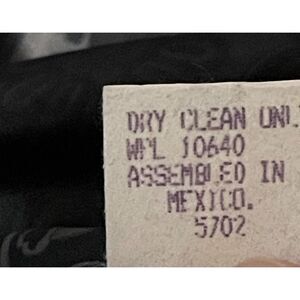 DRY CLEAN ONL
WPL 10640
ASSEMBLED IN
MEXICO.
5702